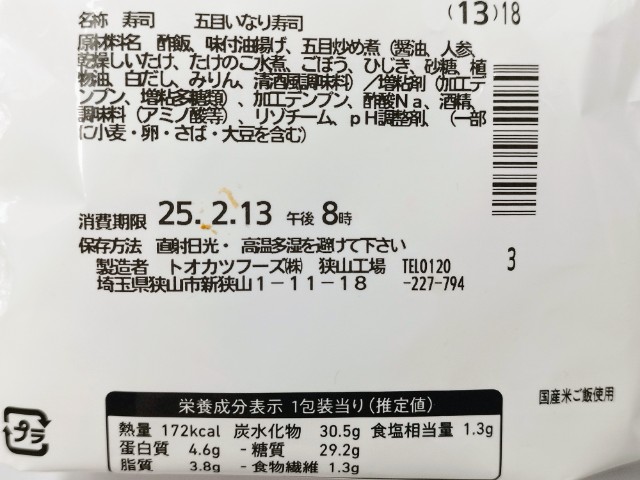 名称 寿司 五目いなり寿司 (13)18
原材料名 酢飯、味付油揚げ、五目炒め煮(醤油、人参、
乾燥しいたけ、たけのこ水煮、ごぼう、ひじき、砂糖、植
物油、白だし、みりん、清酒風調味料)/増粘剤(加工デ
ンプン、増粘多糖類)、加工デンプン、酢酸Na、酒精、
調味料(アミノ酸等)、リゾチーム、pH調整剤、(一部
に小麦・卵・さば・大豆を含む)
消費期限 25.2.13 午後8時
保存方法 直射日光・高温多湿を避けて下さい
製造者 トオカツフーズ㈱ 狭山工場 TEL0120
埼玉県狭山市新狭山1-11-18 -227-794
3
国産米ご飯使用
栄養成分表示 1包装当り(推定値)
熱量 172kcal 炭水化物 30.5g 食塩相当量 1.3g
蛋白質 4.6g -糖質 29.2g
脂質 3.8g -食物繊維 1.3g
プラ